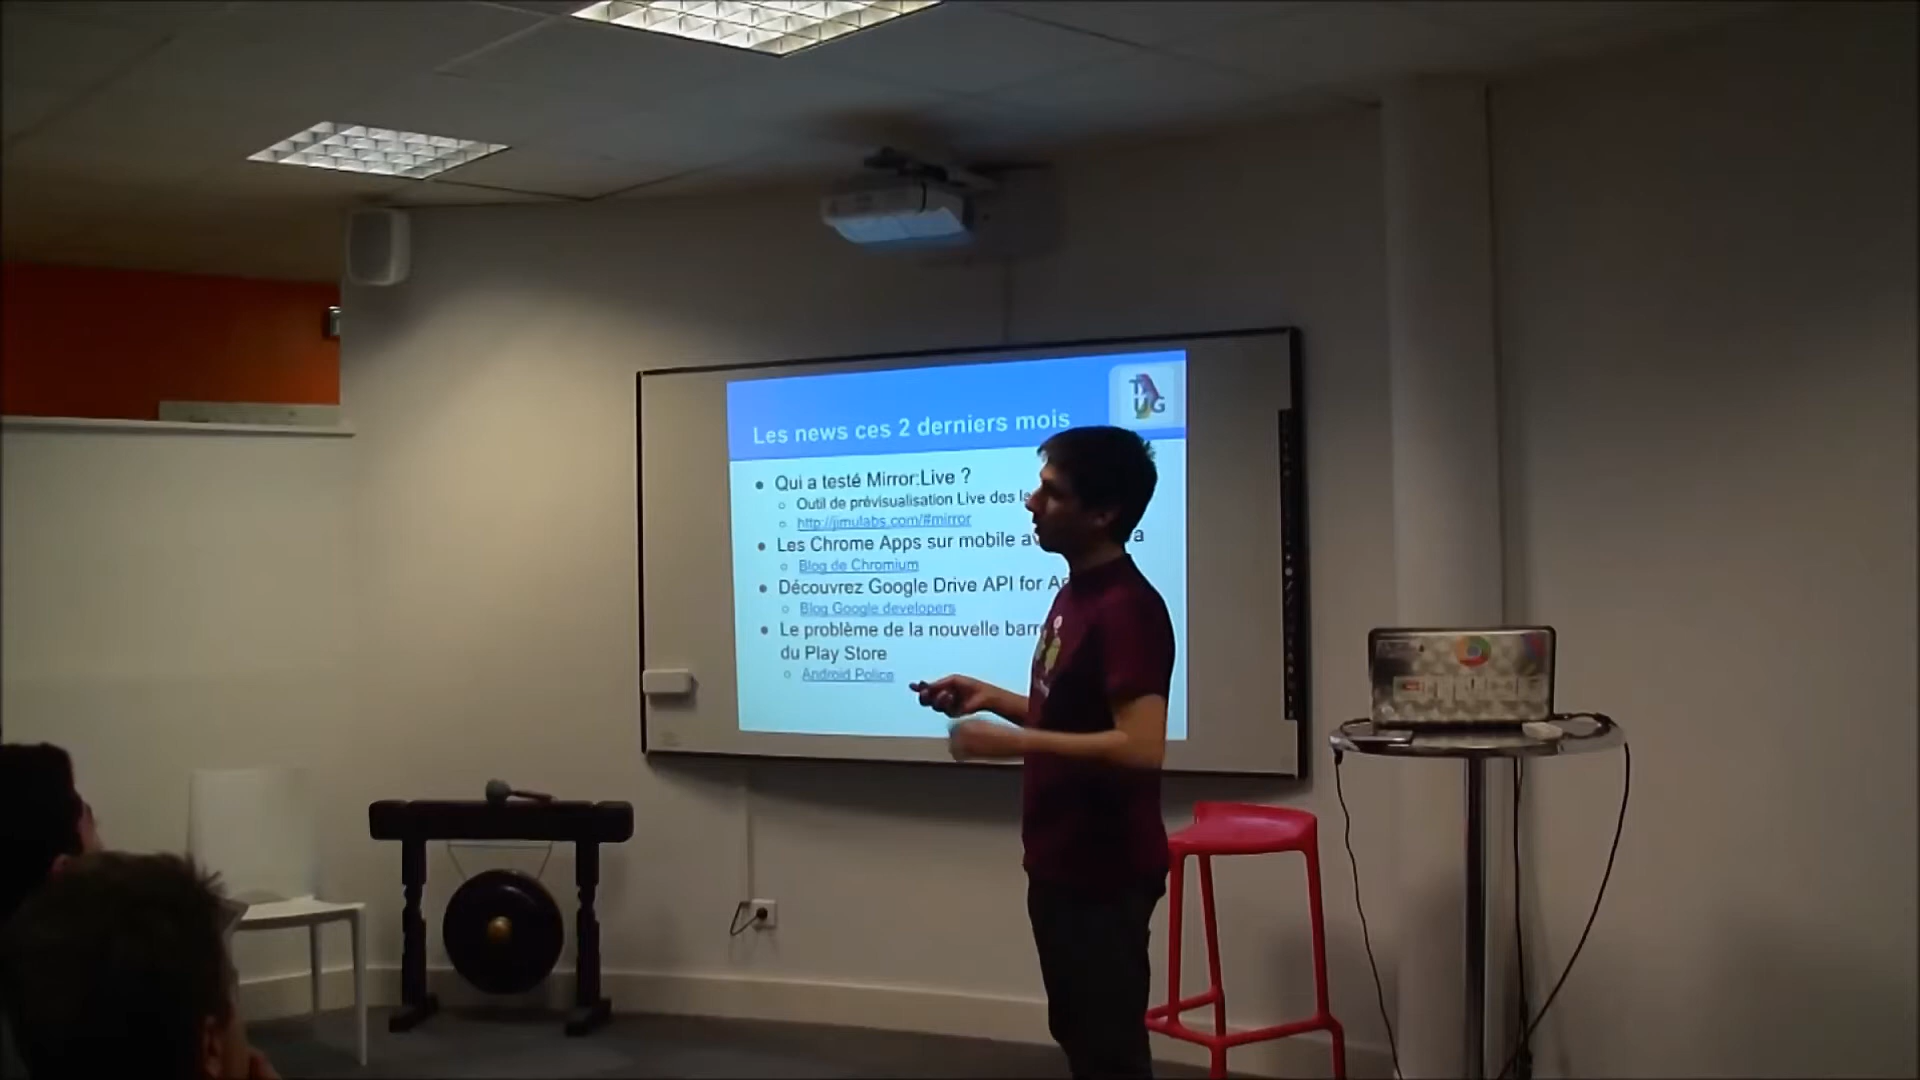 Les news ces 2 derniers mois
TAUG
● Qui a testé Mirror:Live ?
○ Outil de prévisualisation Live des
○ http://jimulabs.com/#mirror
● Les Chrome Apps sur mobile a
○ Blog de Chromium
● Découvrez Google Drive API for
○ Blog Google developers
● Le problème de la nouvelle
du Play Store
○ Android Police